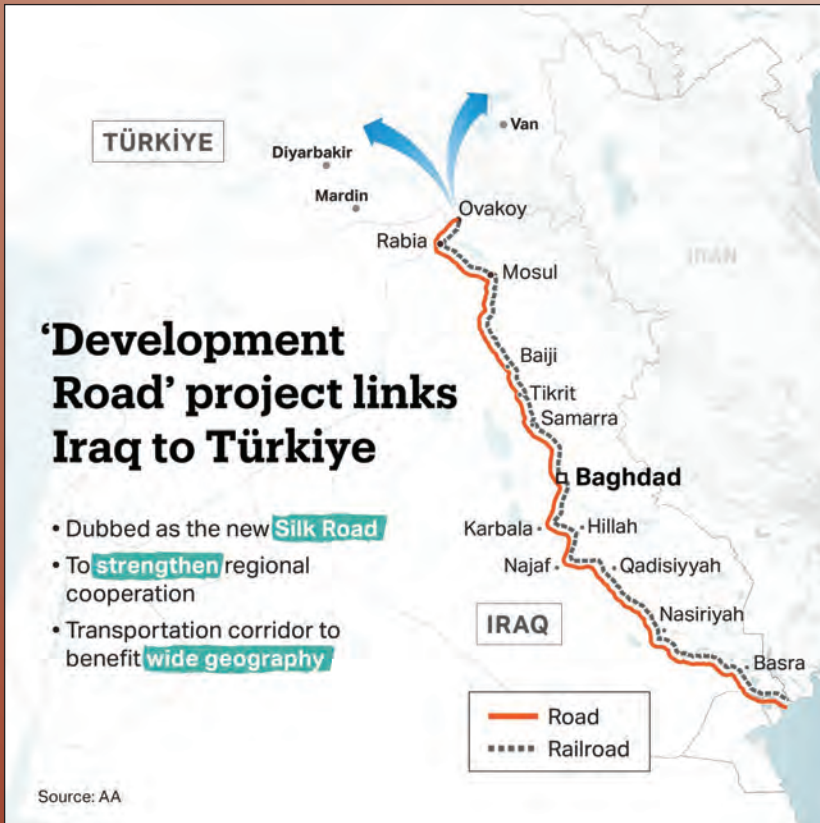 TÜRKİYE
Van
Diyarbakir
Mardin
Ovakoy
Rabia
Mosul
IRAN
‘Development
Road’ project links
Iraq to Türkiye
Baiji
Tikrit
Samarra
Baghdad
• Dubbed as the new Silk Road
• To strengthen regional
cooperation
• Transportation corridor to
benefit wide geography
Karbala
Hillah
Najaf
Qadisiyyah
IRAQ
Nasiriyah
Basra
Road
Railroad
Source: AA